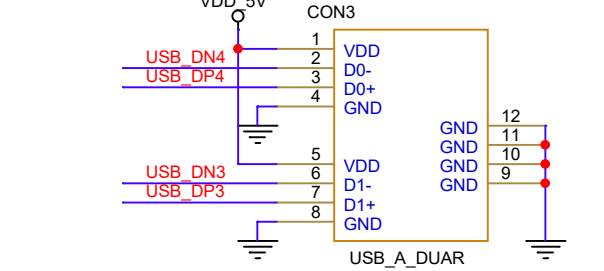 VDD_5V
CON3
1 VDD
USB_DN4 2 D0-
USB_DP4 3 D0+
4 GND
GND 12
GND 11
5 VDD GND 10
USB_DN3 6 D1- GND 9
USB_DP3 7 D1+
8 GND
USB_A_DUAR